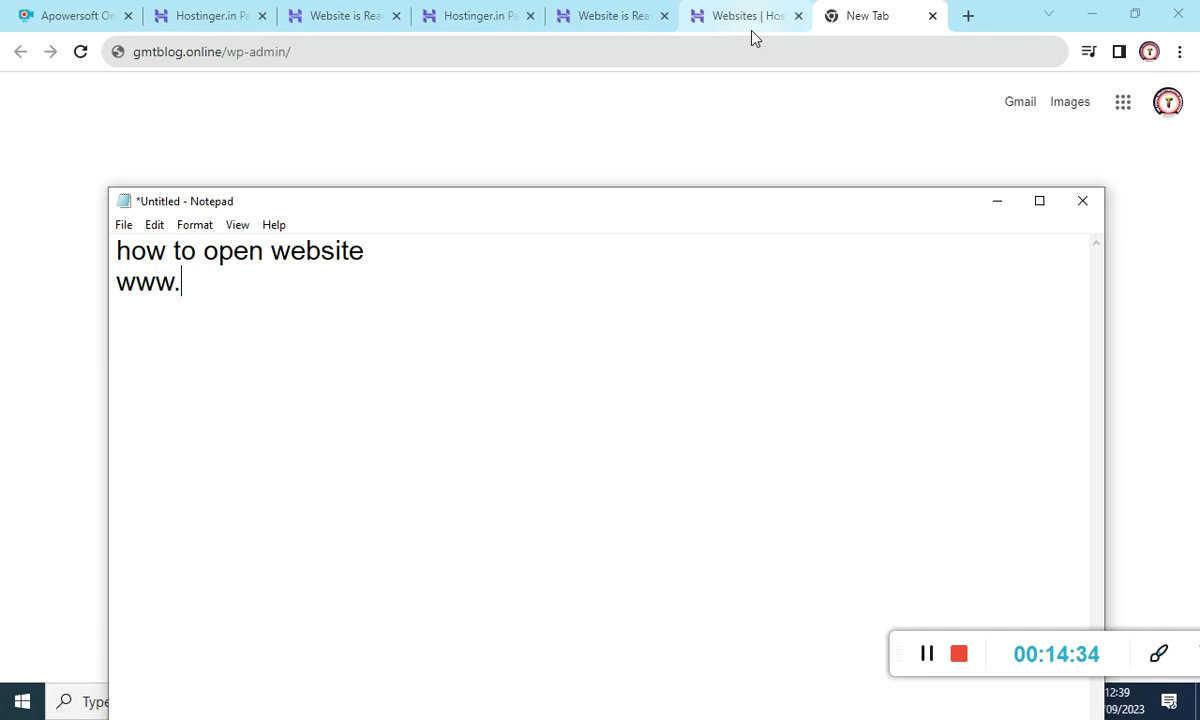 Apowersoft On
Hostinger.in Pa
Website is Rea
Hostinger.in Pa
Website is Rea
Websites | Hos
New Tab
gmtblog.online/wp-admin/
Gmail Images
*Untitled - Notepad
File Edit Format View Help
how to open website
www.
00:14:34
Type
12:39
/09/2023